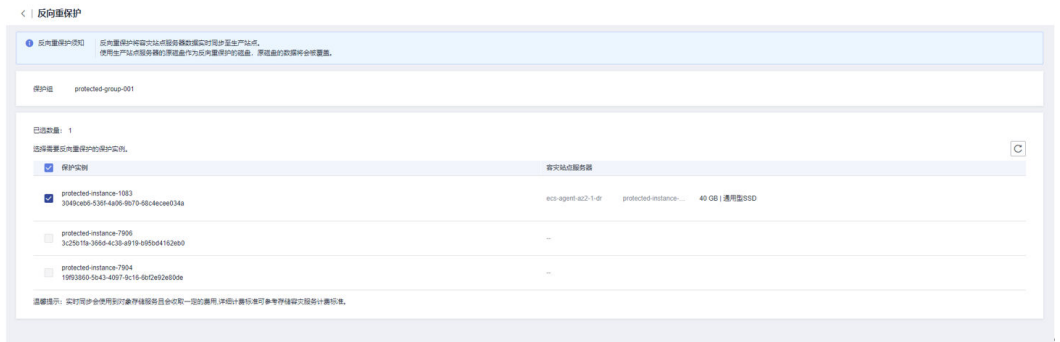 < | 反向重保护
反向重保护须知 反向重保护将容灾站点服务器数据实时同步至生产站点。
使用生产站点服务器的原磁盘作为反向重保护的磁盘，原磁盘的数据将会被覆盖。
保护组 protected-group-001
已选数量： 1
选择需要反向重保护的保护实例。
保护实例 容灾站点服务器
protected-instance-1083
3049ceb6-536f-4a06-9b70-68c4ecee034a
ecs-agent-az2-1-dr protected-instance-... 40 GB | 通用型SSD
protected-instance-7906
3c25b1fa-366d-4c38-a919-b95bd4162eb0
--
protected-instance-7904
19f93860-5b43-4097-9c16-6bf2e92e80de
--
温馨提示：实时同步会使用到对象存储服务且会收取一定的费用,详细计费标准可参考存储容灾服务计费标准。